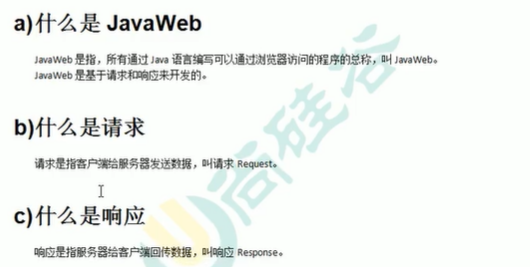 a)什么是 JavaWeb
JavaWeb 是指，所有通过 Java 语言编写可以通过浏览器访问的程序的总称，叫 JavaWeb。
JavaWeb 是基于请求和响应来开发的。
b)什么是请求
请求是指客户端给服务器发送数据，叫请求 Request。
c)什么是响应
响应是指服务器给客户端回传数据，叫响应 Response。
尚硅谷